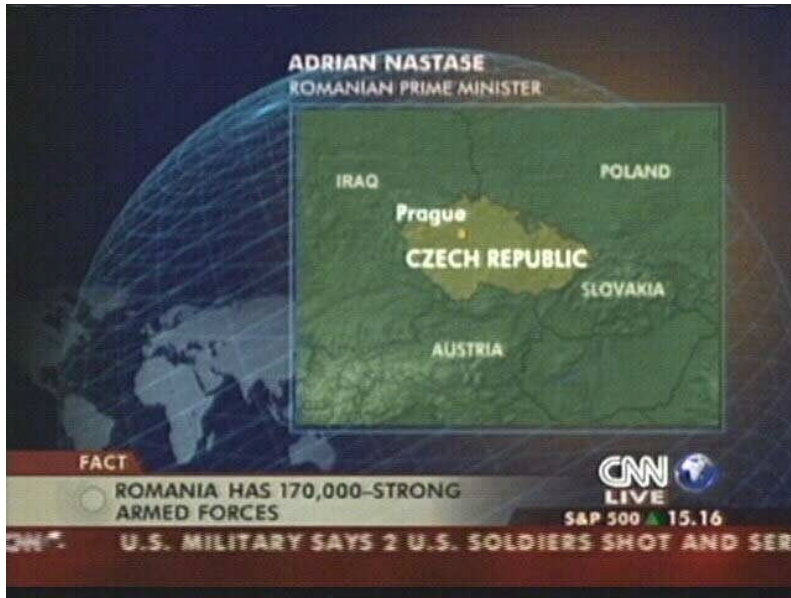 ADRIAN NASTASE
ROMANIAN PRIME MINISTER
IRAQ
POLAND
Prague
CZECH REPUBLIC
SLOVAKIA
AUSTRIA
FACT
ROMANIA HAS 170,000–STRONG
ARMED FORCES
CNN
LIVE
S&P 500 ▲ 15.16
U.S. MILITARY SAYS 2 U.S. SOLDIERS SHOT AND SER